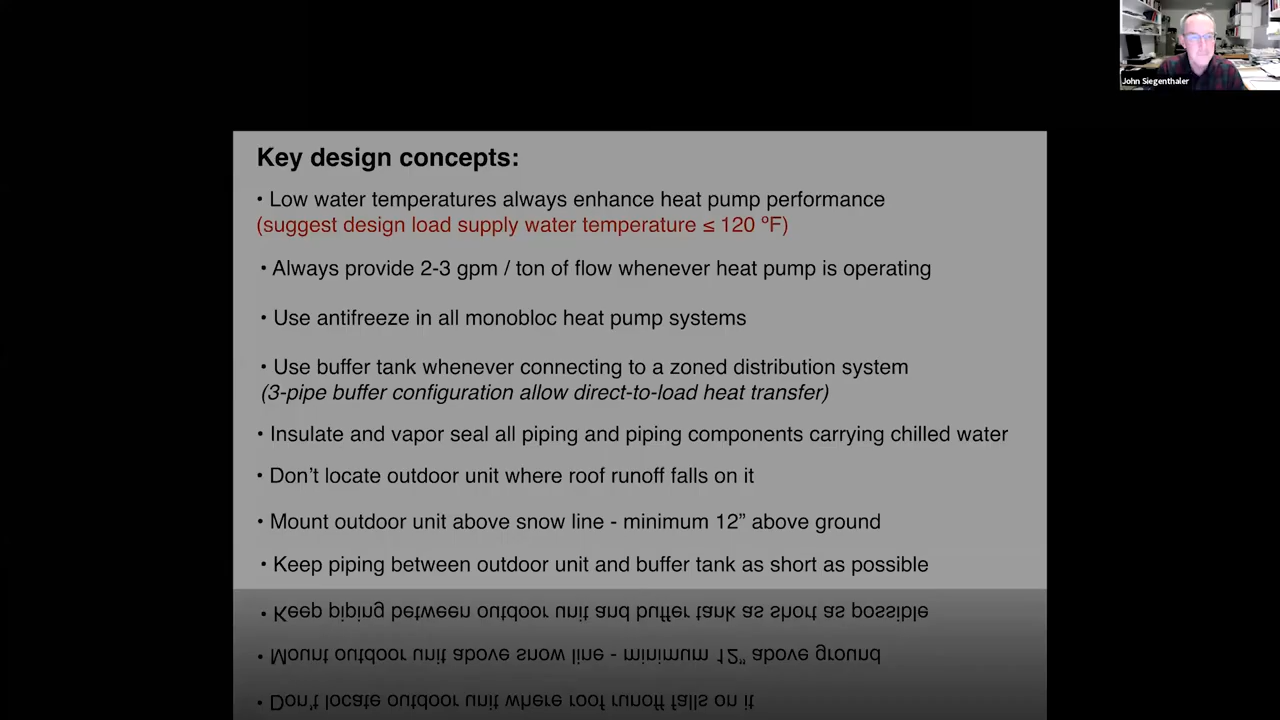 John Siegenthaler
Key design concepts:
• Low water temperatures always enhance heat pump performance
(suggest design load supply water temperature ≤ 120 ºF)
• Always provide 2-3 gpm / ton of flow whenever heat pump is operating
• Use antifreeze in all monobloc heat pump systems
• Use buffer tank whenever connecting to a zoned distribution system
(3-pipe buffer configuration allow direct-to-load heat transfer)
• Insulate and vapor seal all piping and piping components carrying chilled water
• Don’t locate outdoor unit where roof runoff falls on it
• Mount outdoor unit above snow line - minimum 12” above ground
• Keep piping between outdoor unit and buffer tank as short as possible
• Keep piping between outdoor unit and buffer tank as short as possible
• Mount outdoor unit above snow line - minimum 12” above ground
• Don’t locate outdoor unit where roof runoff falls on it